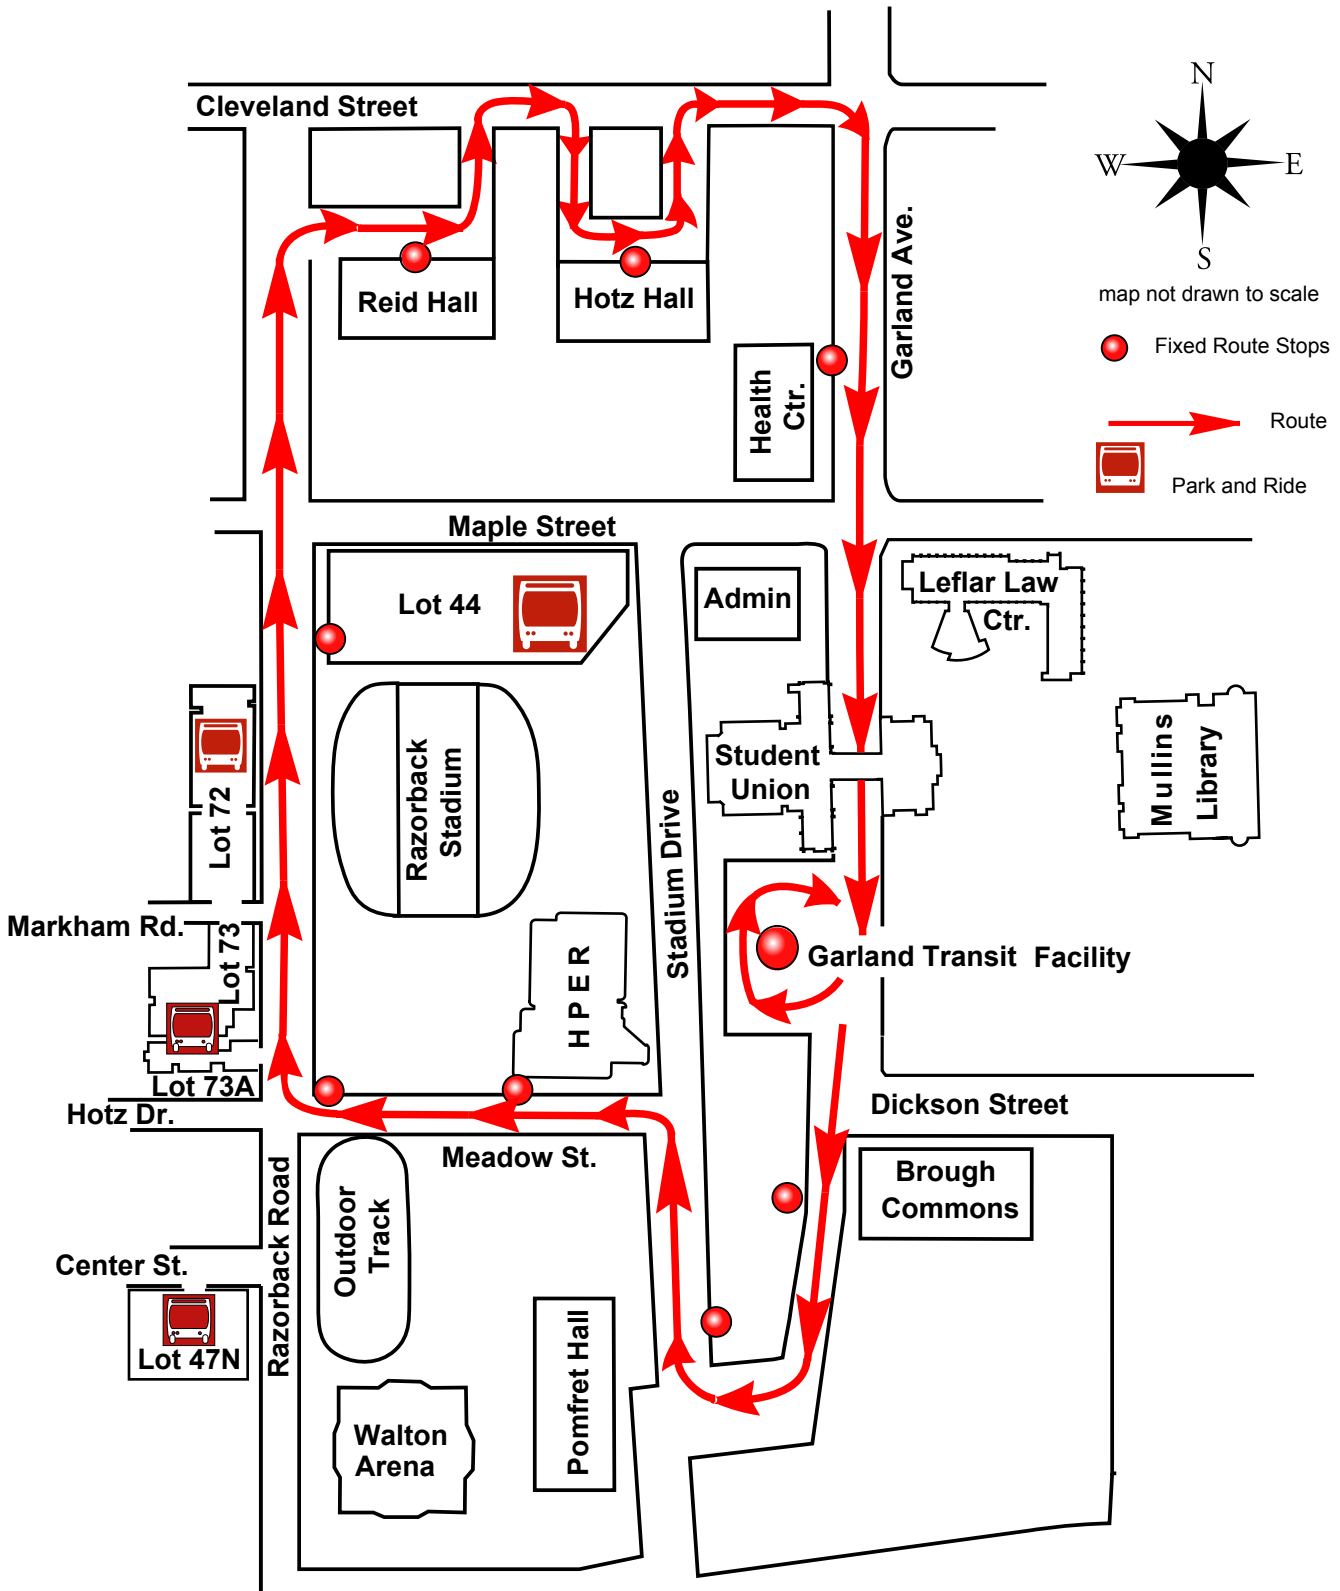 N
Cleveland Street
W
E
S
Garland Ave.
map not drawn to scale
Reid Hall
Hotz Hall
Fixed Route Stops
Health
Ctr.
Route
Park and Ride
Maple Street
Lot 44
Admin
Leflar Law
Ctr.
Razorback
Stadium
Student
Union
Mullins
Library
Lot 72
Stadium Drive
Markham Rd.
Lot 73
HPER
Garland Transit Facility
Lot 73A
Hotz Dr.
Dickson Street
Meadow St.
Brough
Commons
Razorback Road
Outdoor
Track
Center St.
Lot 47N
Pomfret Hall
Walton
Arena